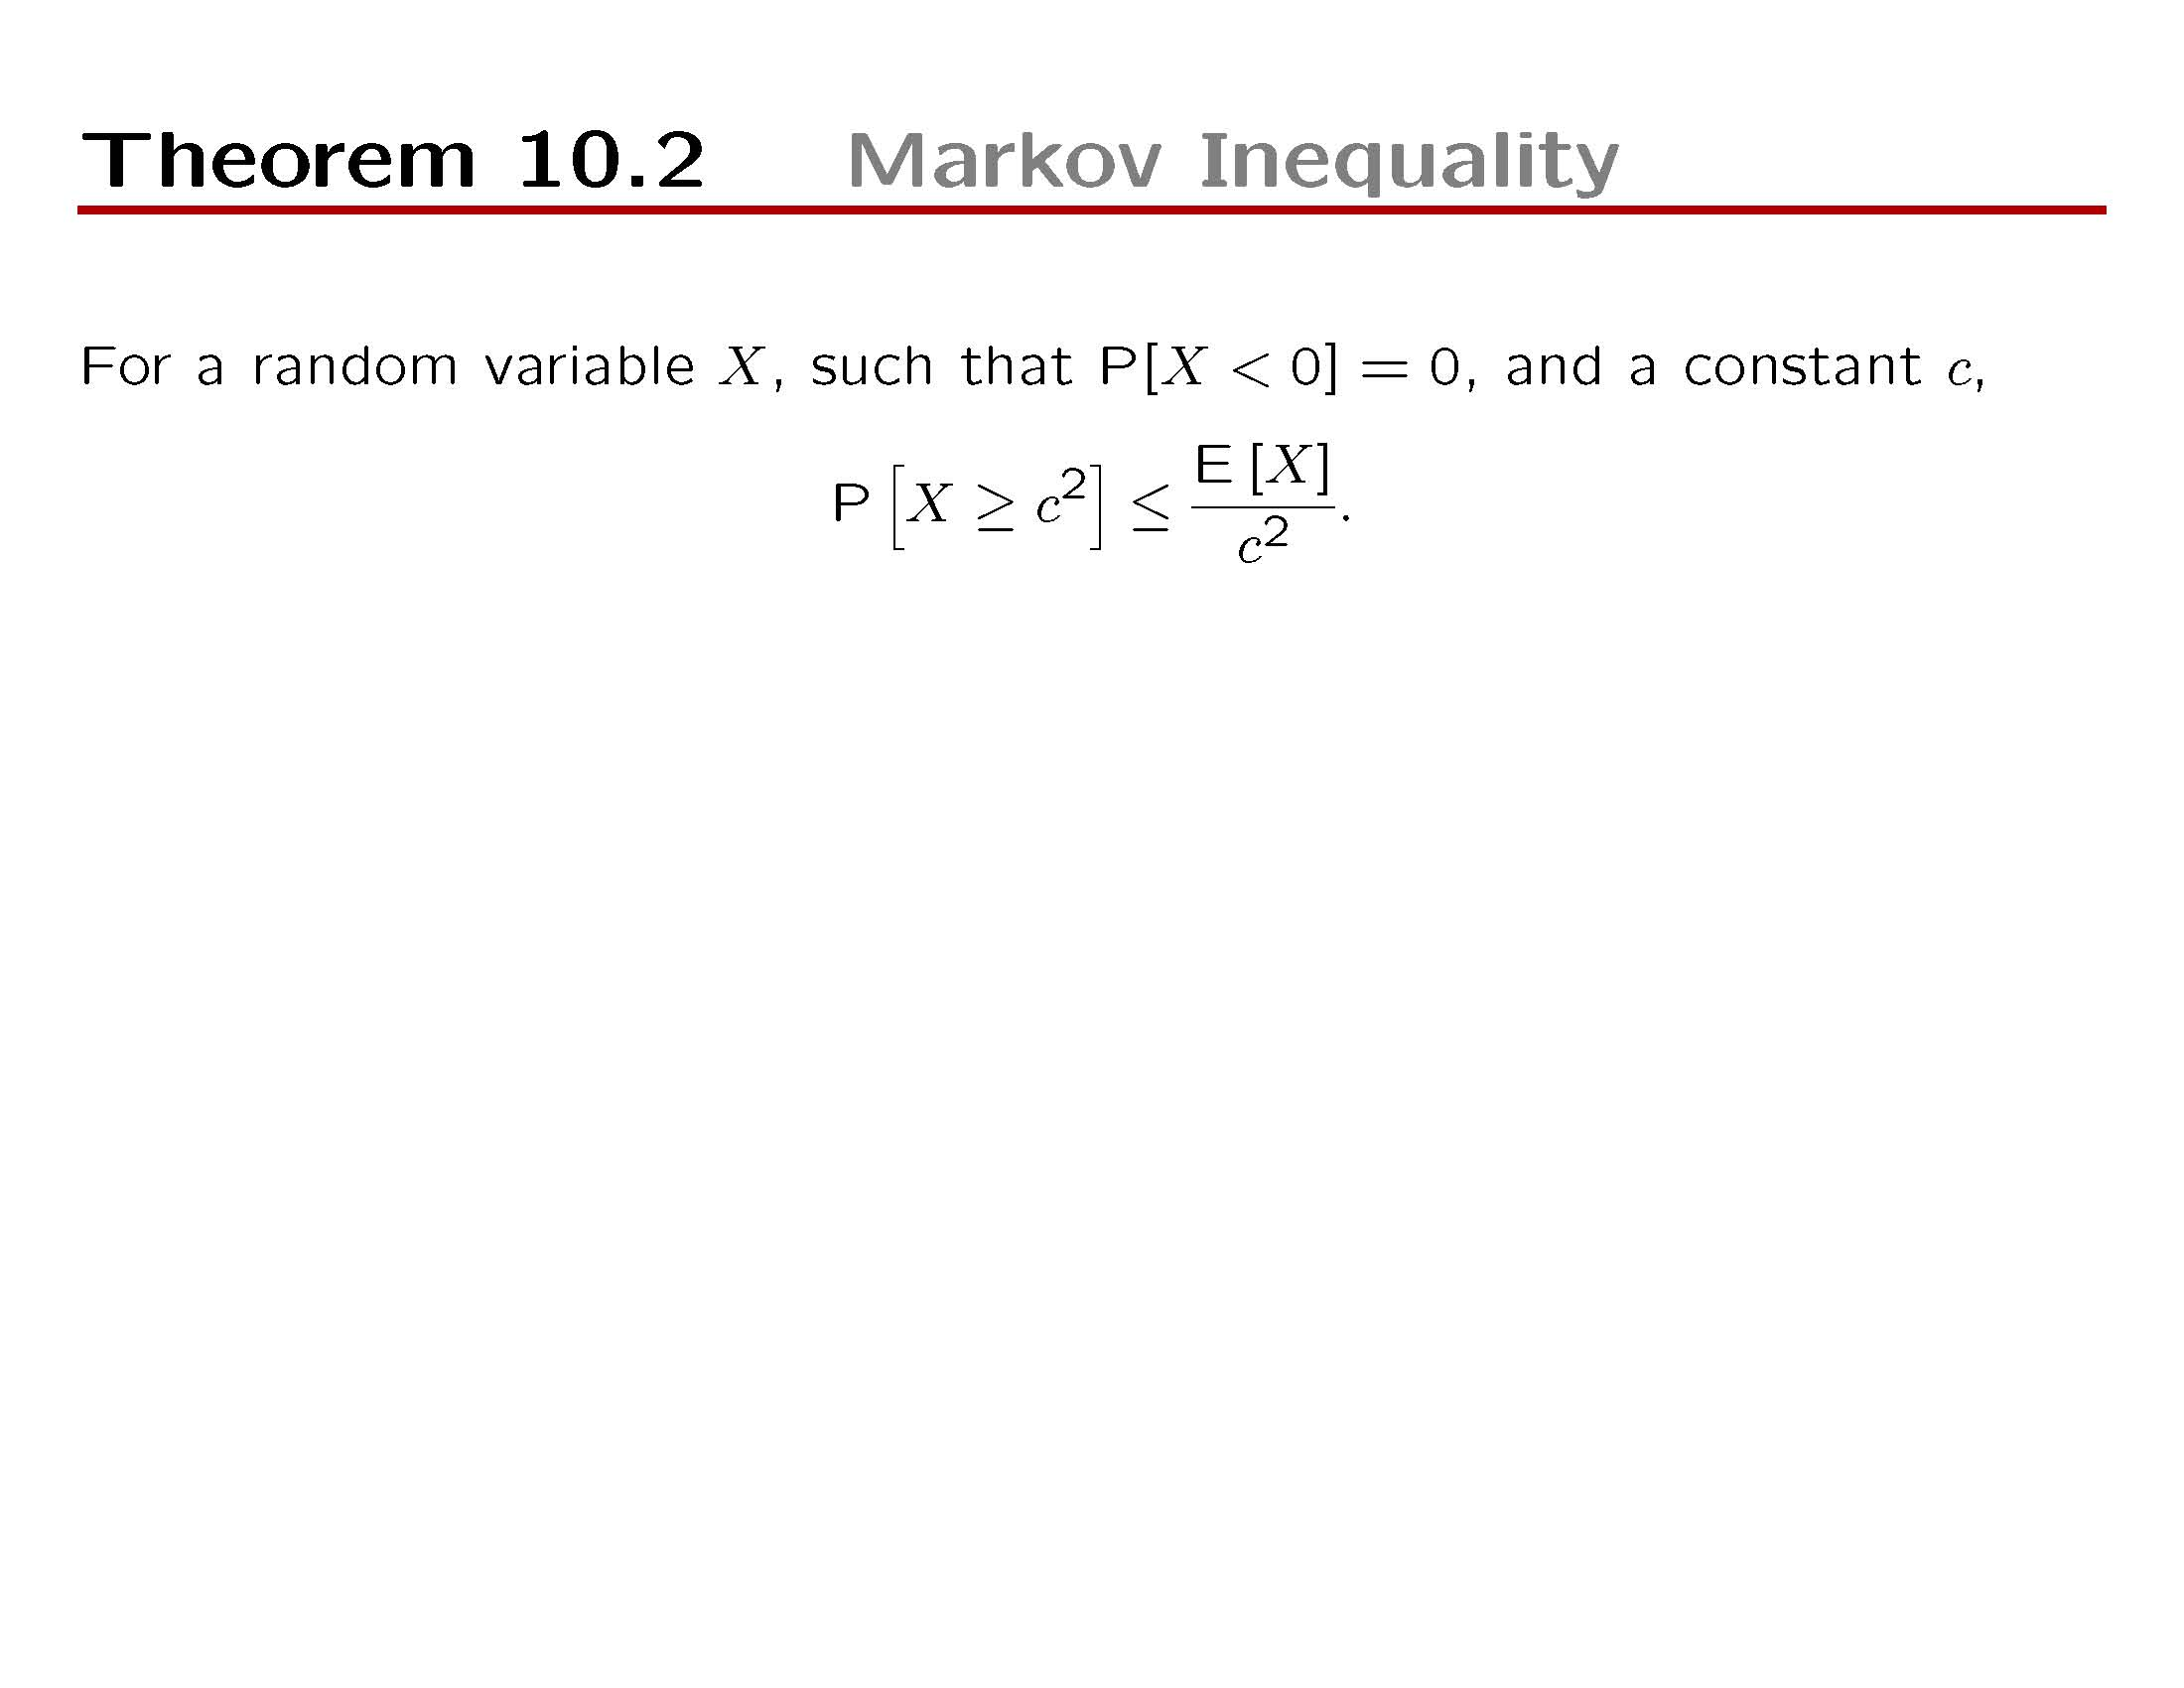 Theorem 10.2 Markov Inequality
For a random variable X, such that P[X < 0] = 0, and a constant c,
P [X ≥ c²] ≤ E [X] / c².